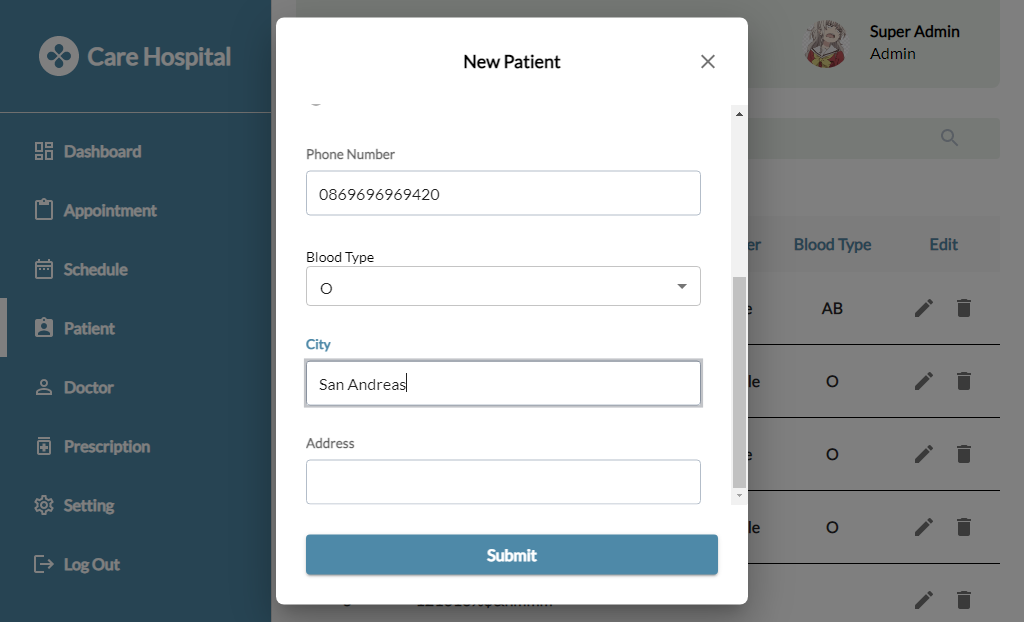 Care Hospital
Dashboard
Appointment
Schedule
Patient
Doctor
Prescription
Setting
Log Out
Super Admin
Admin
New Patient
Phone Number
0869696969420
Blood Type
O
City
San Andreas
Address
Submit
er Blood Type Edit
AB
le O
O
le O